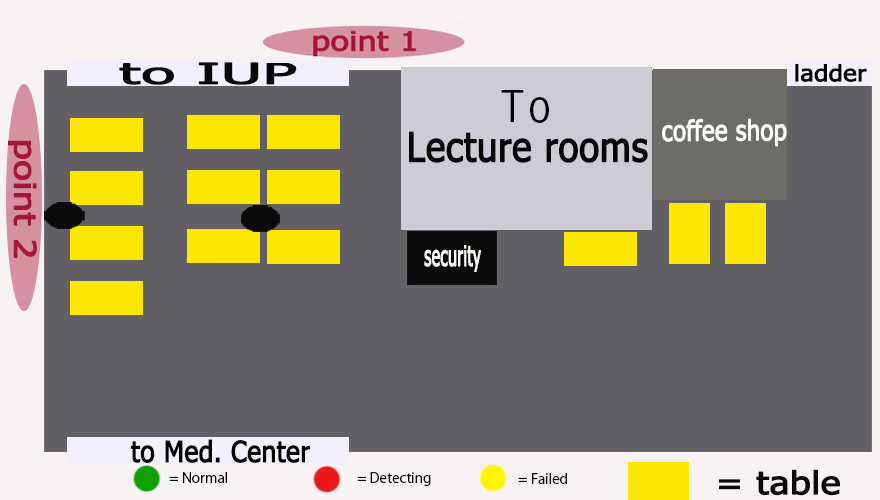 point 1
to IUP
ladder
To
Lecture rooms
coffee shop
point 2
security
to Med. Center
= Normal
= Detecting
= Failed
= table